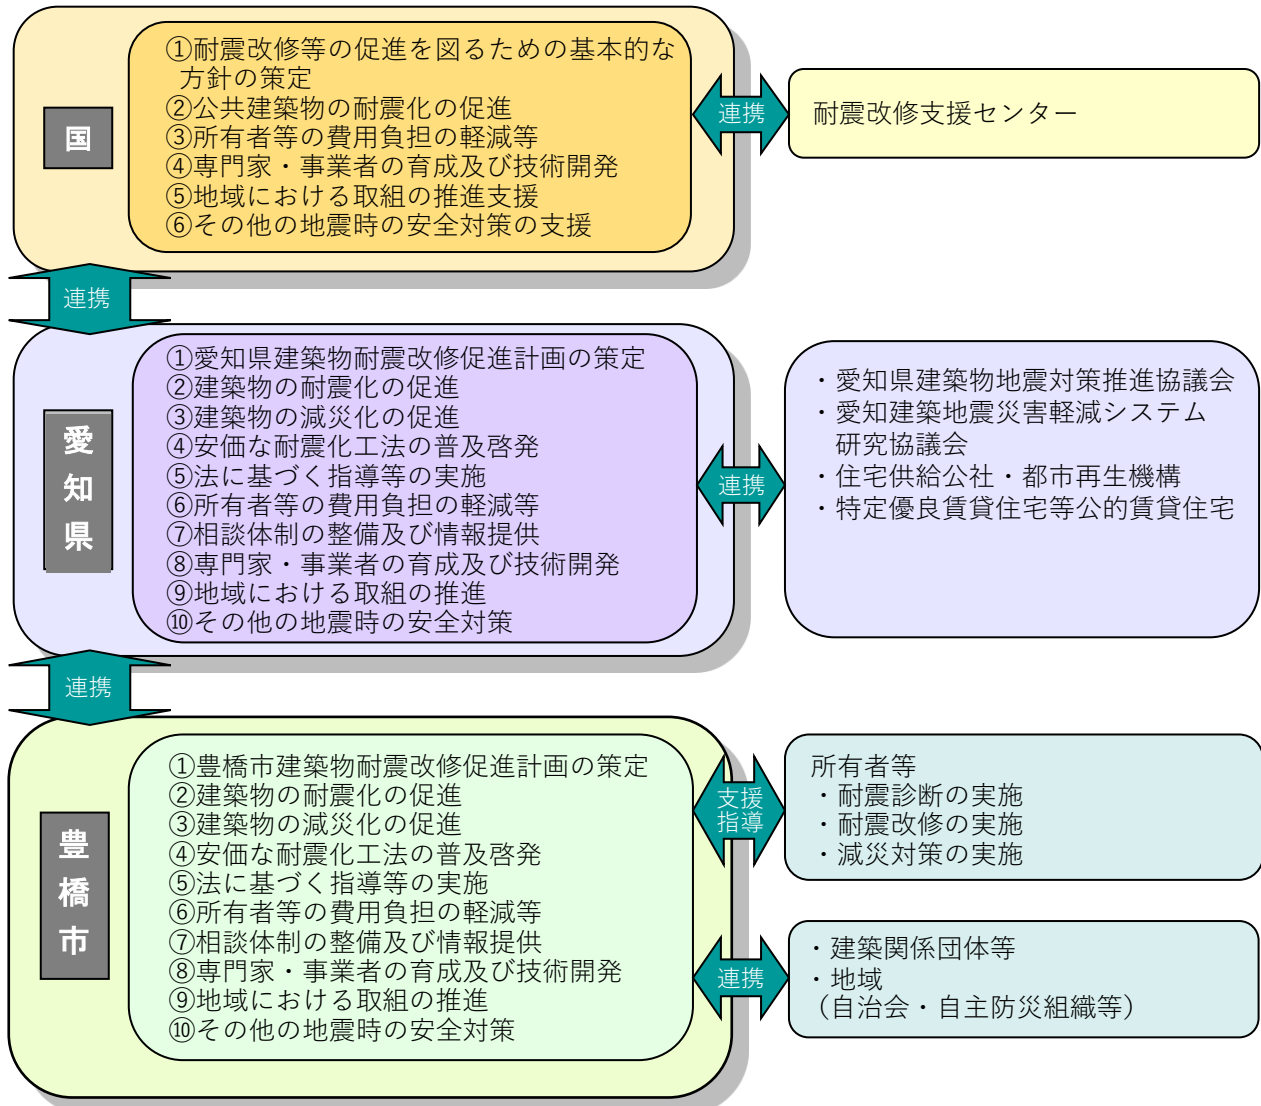 国
①耐震改修等の促進を図るための基本的な
方針の策定
②公共建築物の耐震化の促進
③所有者等の費用負担の軽減等
④専門家・事業者の育成及び技術開発
⑤地域における取組の推進支援
⑥その他の地震時の安全対策の支援
連携
耐震改修支援センター
連携
愛知県
①愛知県建築物耐震改修促進計画の策定
②建築物の耐震化の促進
③建築物の減災化の促進
④安価な耐震化工法の普及啓発
⑤法に基づく指導等の実施
⑥所有者等の費用負担の軽減等
⑦相談体制の整備及び情報提供
⑧専門家・事業者の育成及び技術開発
⑨地域における取組の推進
⑩その他の地震時の安全対策
連携
・愛知県建築物地震対策推進協議会
・愛知建築地震災害軽減システム
研究協議会
・住宅供給公社・都市再生機構
・特定優良賃貸住宅等公的賃貸住宅
連携
豊橋市
①豊橋市建築物耐震改修促進計画の策定
②建築物の耐震化の促進
③建築物の減災化の促進
④安価な耐震化工法の普及啓発
⑤法に基づく指導等の実施
⑥所有者等の費用負担の軽減等
⑦相談体制の整備及び情報提供
⑧専門家・事業者の育成及び技術開発
⑨地域における取組の推進
⑩その他の地震時の安全対策
支援
指導
所有者等
・耐震診断の実施
・耐震改修の実施
・減災対策の実施
連携
・建築関係団体等
・地域
（自治会・自主防災組織等）